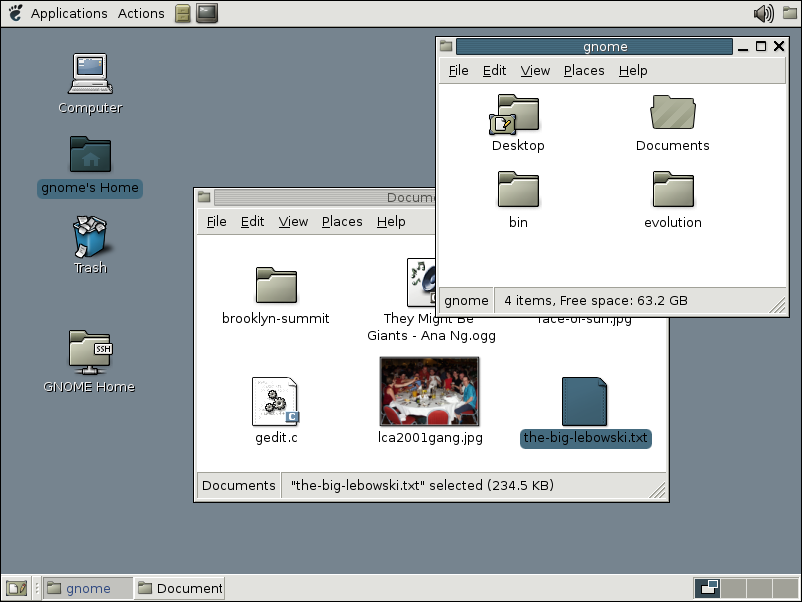 Applications Actions
Computer
gnome's Home
Trash
SSH
GNOME Home
gnome
File Edit View Places Help
Desktop
Documents
bin
evolution
gnome
4 items, Free space: 63.2 GB
File Edit View Places Help
brooklyn-summit
They Might Be
Giants - Ana Ng.ogg
face-of-surf.jpg
gedit.c
C
lca2001gang.jpg
the-big-lebowski.txt
Documents
"the-big-lebowski.txt" selected (234.5 KB)
gnome
Document